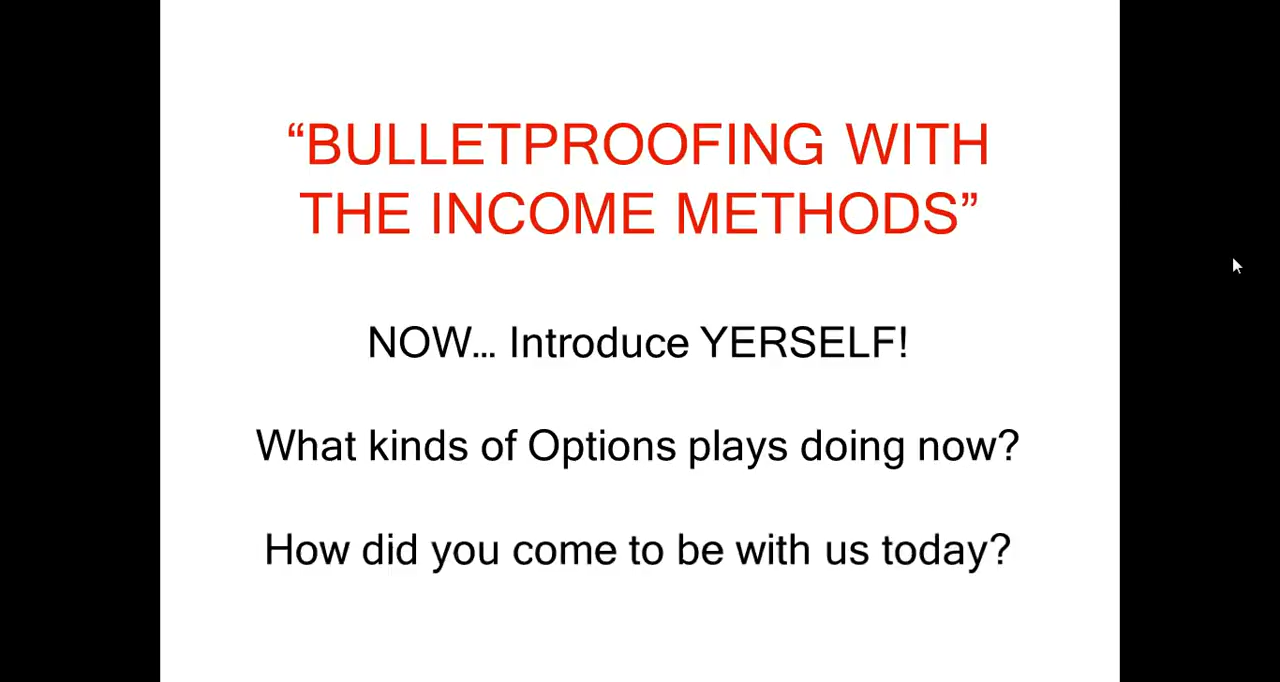 “BULLETPROOFING WITH
THE INCOME METHODS”
NOW... Introduce YERSELF!
What kinds of Options plays doing now?
How did you come to be with us today?